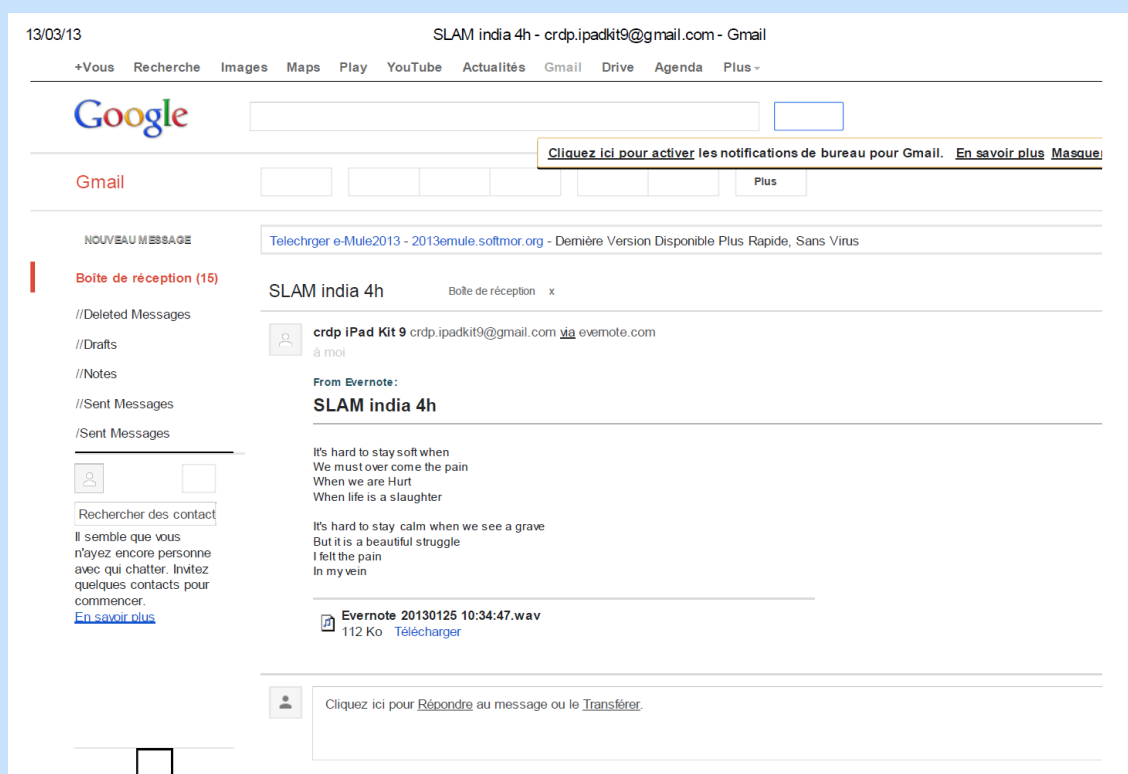 13/03/13 SLAM india 4h - crdp.ipadkit9@gmail.com - Gmail
+Vous Recherche Images Maps Play YouTube Actualités Gmail Drive Agenda Plus
Google
Cliquez ici pour activer les notifications de bureau pour Gmail. En savoir plus Masquer
Gmail
Plus
NOUVEAU MESSAGE
Telechrger e-Mule2013 - 2013emule.softmor.org - Dernière Version Disponible Plus Rapide, Sans Virus
Boîte de réception (15)
SLAM india 4h Boîte de réception x
//Deleted Messages
//Drafts
//Notes
//Sent Messages
/Sent Messages
crdp iPad Kit 9 crdp.ipadkit9@gmail.com via evernote.com
à moi
From Evernote:
SLAM india 4h
It's hard to stay soft when
We must over come the pain
When we are Hurt
When life is a slaughter
It's hard to stay calm when we see a grave
But it is a beautiful struggle
I felt the pain
In my vein
Rechercher des contact
Il semble que vous
n'ayez encore personne
avec qui chatter. Invitez
quelques contacts pour
commencer.
En savoir plus
Evernote 20130125 10:34:47.wav
112 Ko Télécharger
Cliquez ici pour Répondre au message ou le Transférer.